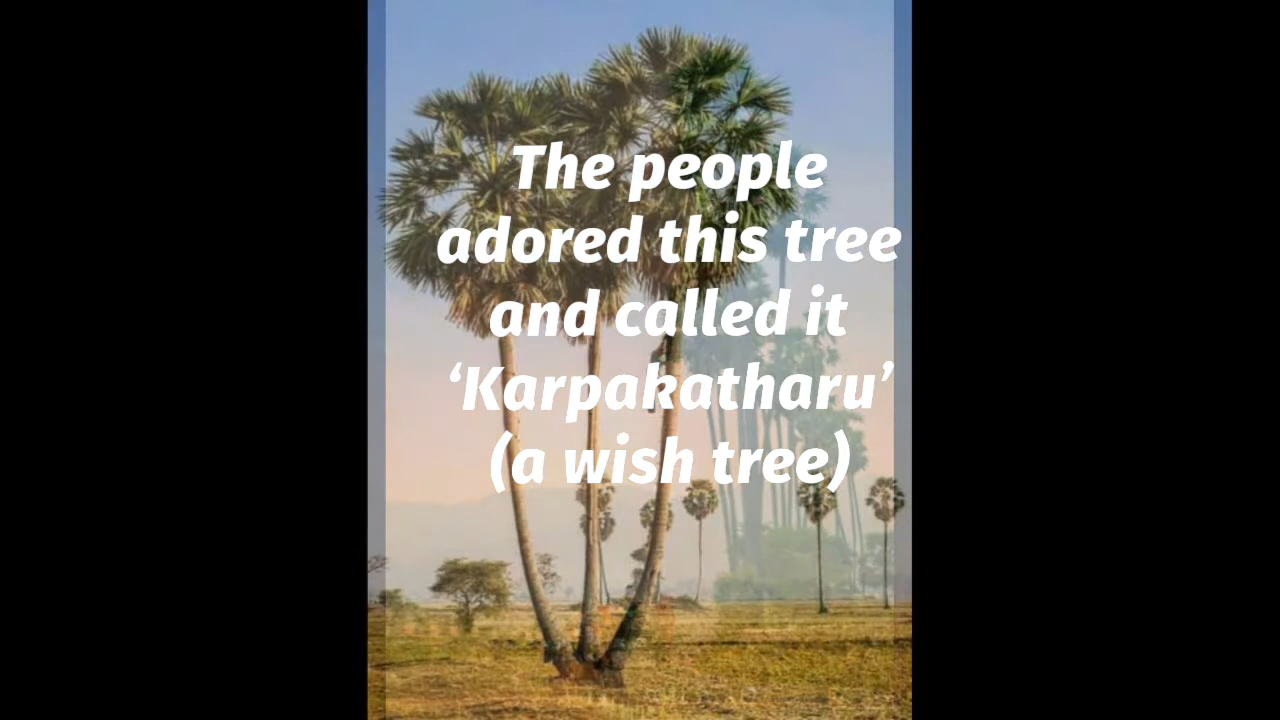 The people
adored this tree
and called it
‘Karpakatharu’
(a wish tree)